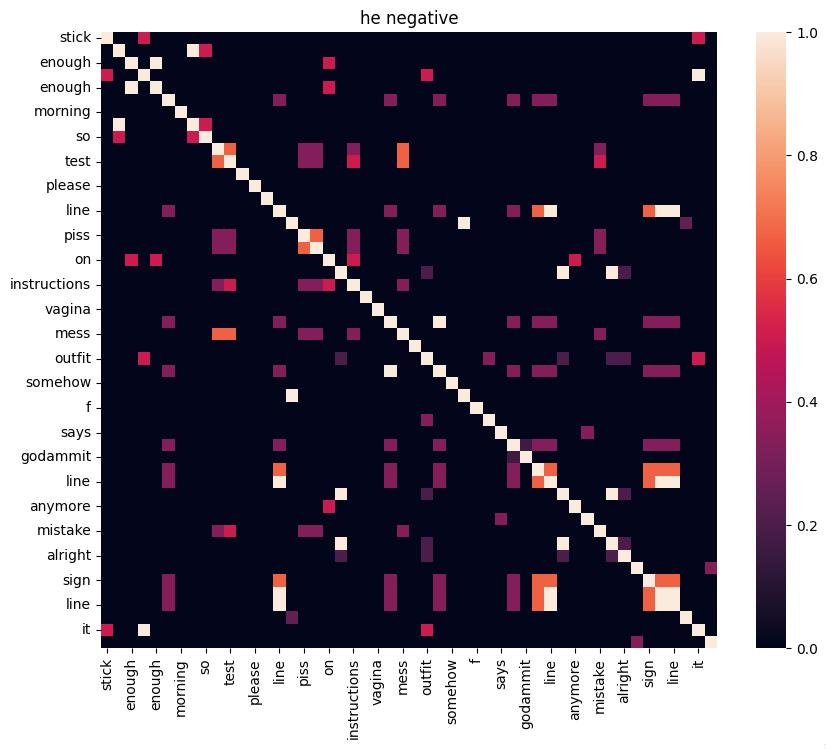 he negative
stick
enough
enough
morning
so
test
please
line
piss
on
instructions
vagina
mess
outfit
somehow
f
says
godammit
line
anymore
mistake
alright
sign
line
it
stick
enough
enough
morning
so
test
please
line
piss
on
instructions
vagina
mess
outfit
somehow
f
says
godammit
line
anymore
mistake
alright
sign
line
it
1.0
0.8
0.6
0.4
0.2
0.0